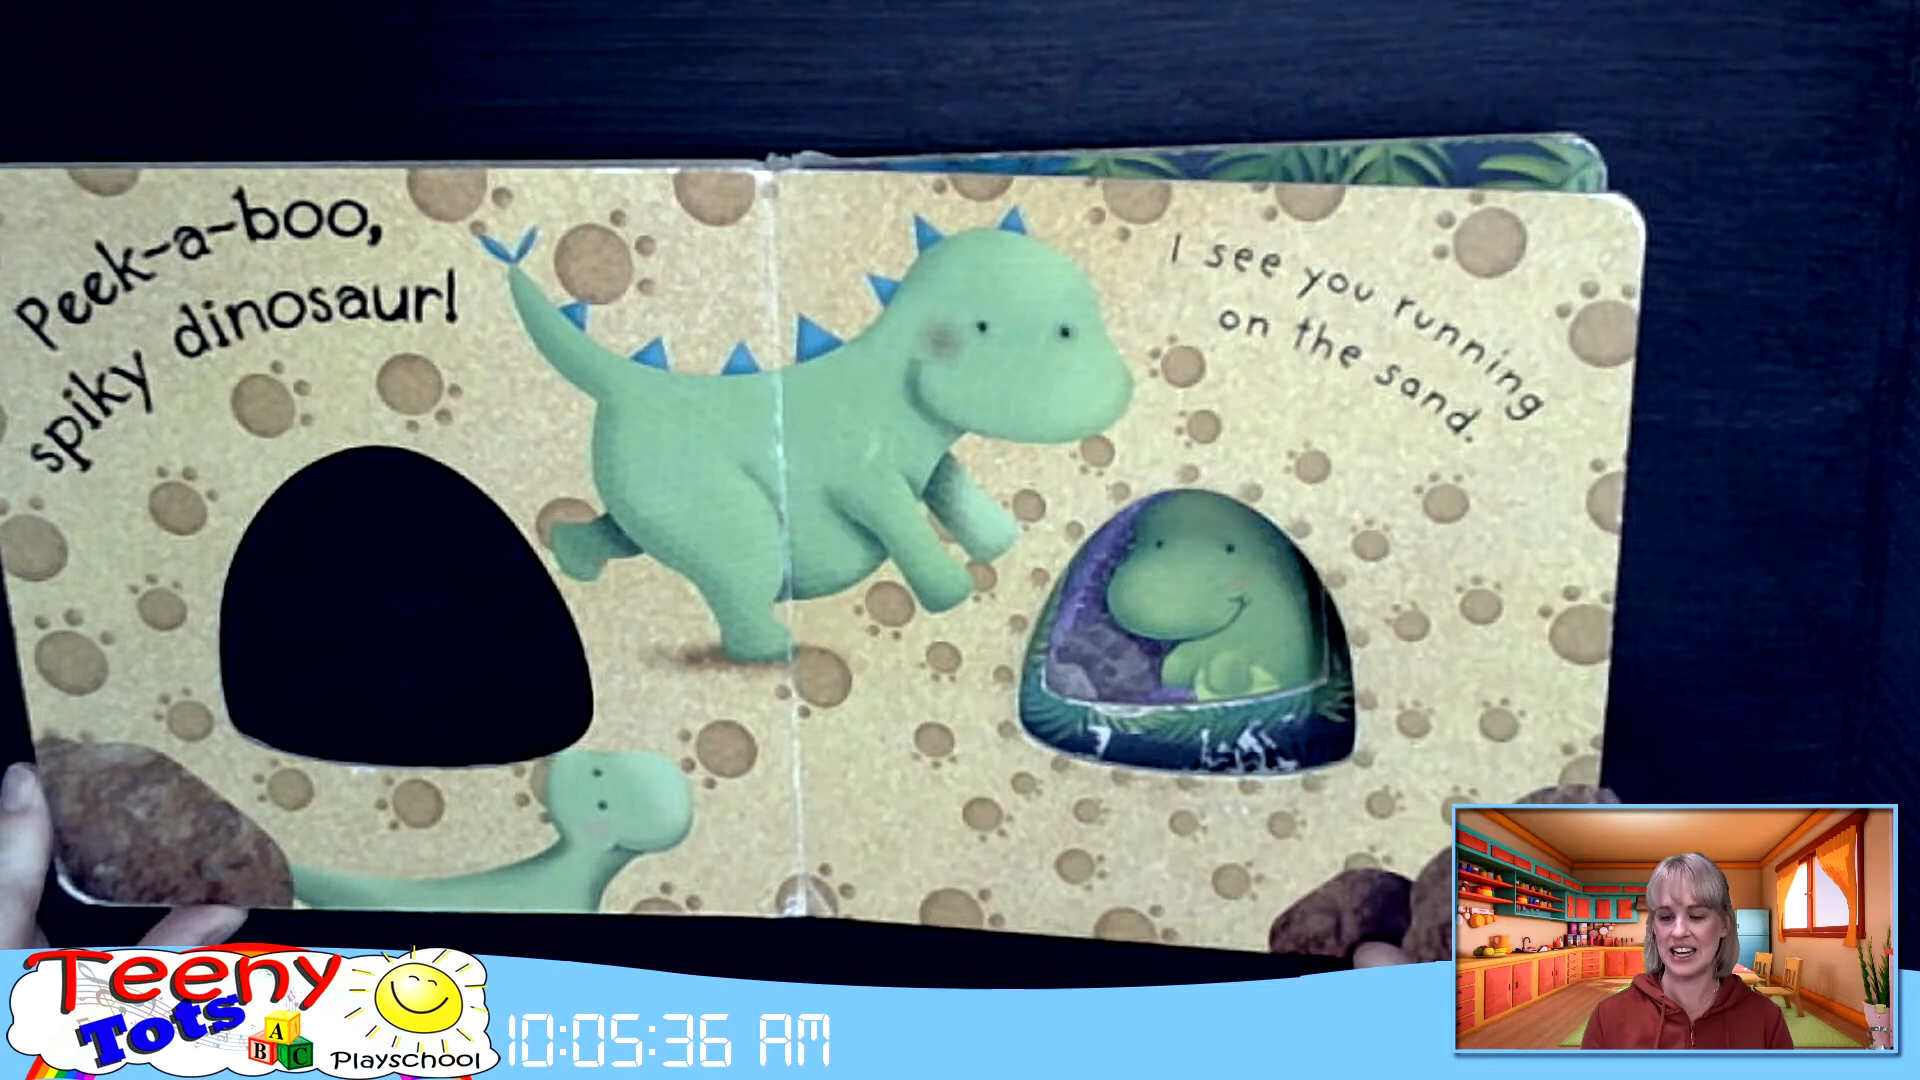 Peek-a-boo,
spiky dinosaur!
I see you running
on the sand.
Teeny
Tots
A
B C
Playschool
10:05:36 AM